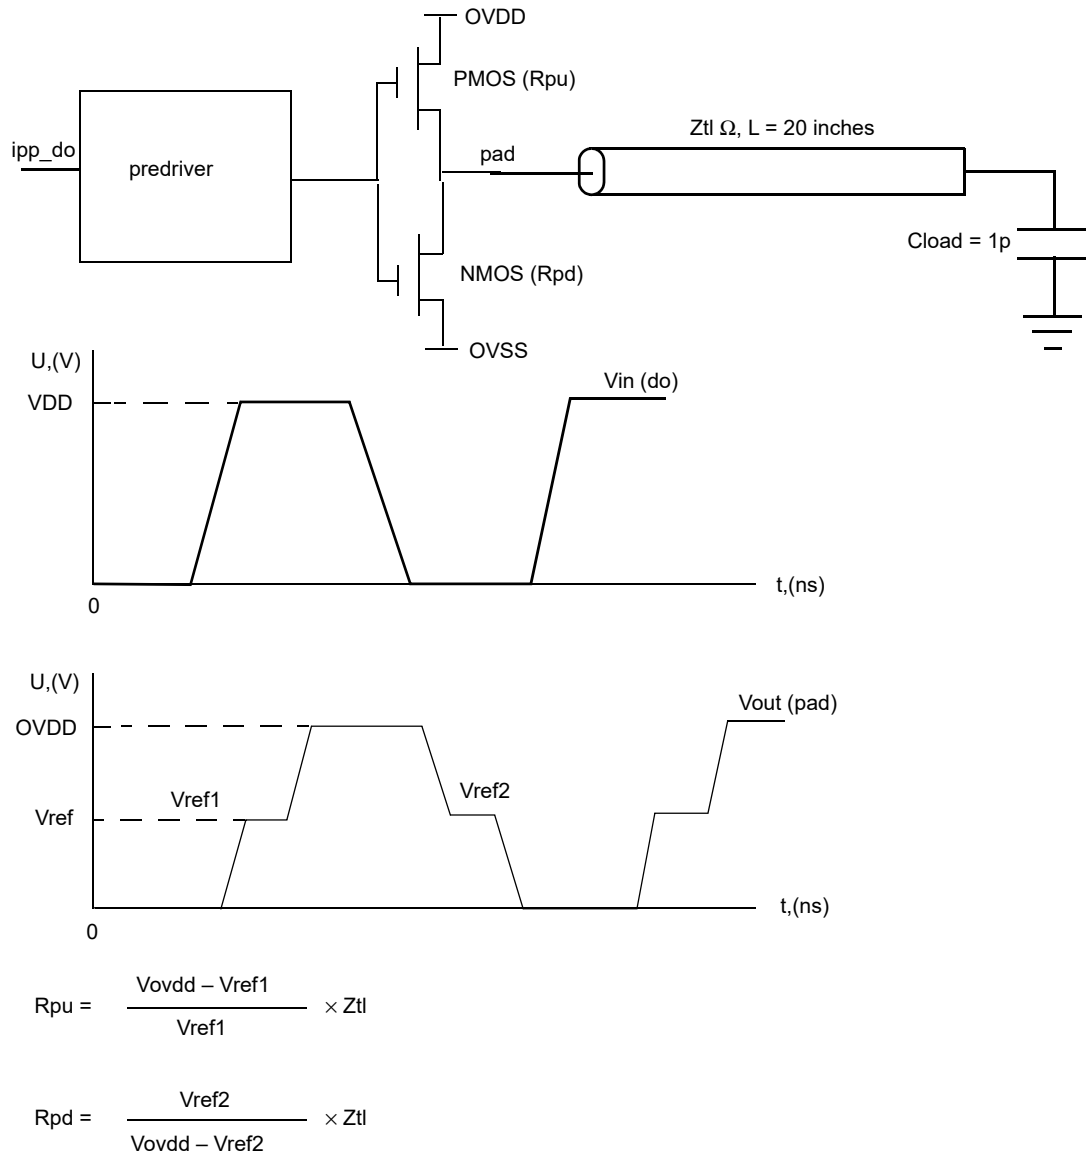 OVDD
PMOS (Rpu)
Ztl Ω, L = 20 inches
ipp_do
predriver
pad
Cload = 1p
NMOS (Rpd)
OVSS
U,(V)
Vin (do)
VDD
t,(ns)
0
U,(V)
Vout (pad)
OVDD
Vref1
Vref2
Vref
t,(ns)
0
Vovdd – Vref1
Rpu = × Ztl
Vref1
Vref2
Rpd = × Ztl
Vovdd – Vref2